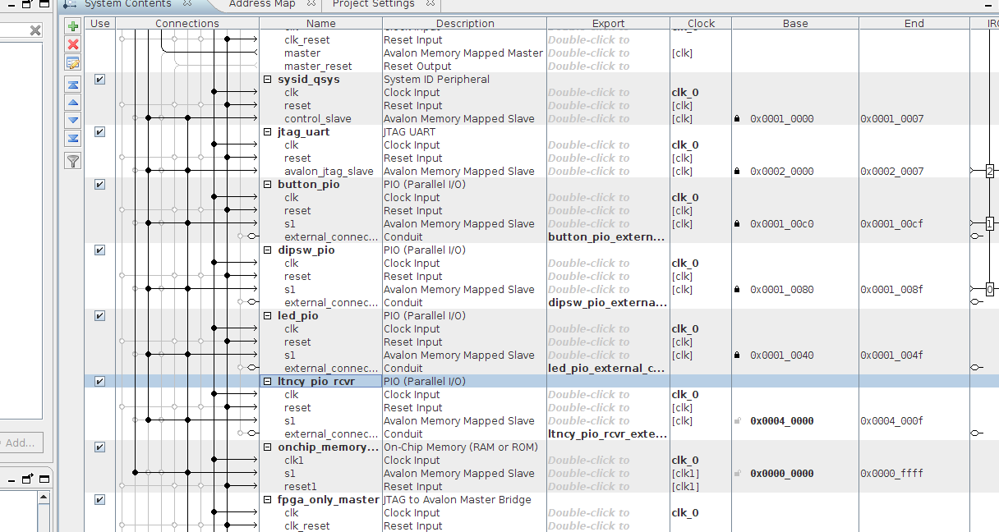 System Contents Address Map Project Settings
Use Connections Name Description Export Clock Base End
clk_reset Reset Input Double-click to
master Avalon Memory Mapped Master Double-click to [clk]
master_reset Reset Output Double-click to
sysid_qsys System ID Peripheral
clk Clock Input Double-click to clk_0
reset Reset Input Double-click to [clk]
control_slave Avalon Memory Mapped Slave Double-click to [clk] 0x0001_0000 0x0001_0007
jtag_uart JTAG UART
clk Clock Input Double-click to clk_0
reset Reset Input Double-click to [clk]
avalon_jtag_slave Avalon Memory Mapped Slave Double-click to [clk] 0x0002_0000 0x0002_0007 2
button_pio PIO (Parallel I/O)
clk Clock Input Double-click to clk_0
reset Reset Input Double-click to [clk]
s1 Avalon Memory Mapped Slave Double-click to [clk] 0x0001_00c0 0x0001_00cf 1
external_connec... Conduit button_pio_extern...
dipsw_pio PIO (Parallel I/O)
clk Clock Input Double-click to clk_0
reset Reset Input Double-click to [clk]
s1 Avalon Memory Mapped Slave Double-click to [clk] 0x0001_0080 0x0001_008f 0
external_connec... Conduit dipsw_pio_externa...
led_pio PIO (Parallel I/O)
clk Clock Input Double-click to clk_0
reset Reset Input Double-click to [clk]
s1 Avalon Memory Mapped Slave Double-click to [clk] 0x0001_0040 0x0001_004f
external_connec... Conduit led_pio_external_c...
ltncy_pio_rcvr PIO (Parallel I/O)
clk Clock Input Double-click to clk_0
reset Reset Input Double-click to [clk]
s1 Avalon Memory Mapped Slave Double-click to [clk] 0x0004_0000 0x0004_000f
external_connec... Conduit ltncy_pio_rcvr_exte...
Add...
onchip_memory... On-Chip Memory (RAM or ROM)
clk1 Clock Input Double-click to clk_0
s1 Avalon Memory Mapped Slave Double-click to [clk1] 0x0000_0000 0x0000_ffff
reset1 Reset Input Double-click to [clk1]
fpga_only_master JTAG to Avalon Master Bridge
clk Clock Input Double-click to clk_0
clk_reset Reset Input Double-click to